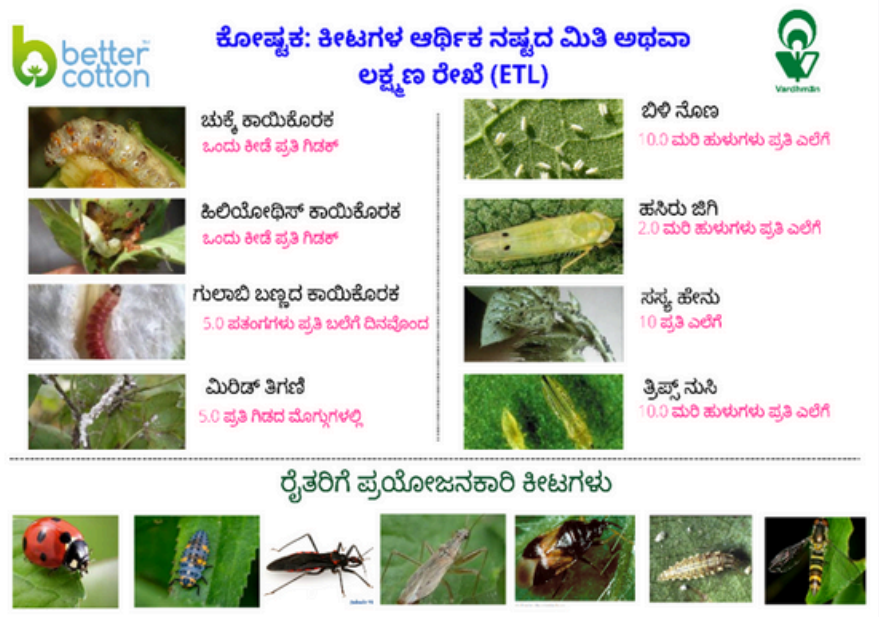 better
cotton
ಕೋಷ್ಟಕ: ಕೀಟಗಳ ಆರ್ಥಿಕ ನಷ್ಟದ ಮಿತಿ ಅಥವಾ
ಲಕ್ಷ್ಮಣ ರೇಖೆ (ETL)
Vardhman
ಚುಕ್ಕೆ ಕಾಯಿಕೊರಕ
ಒಂದು ಕೀಡೆ ಪ್ರತಿ ಗಿಡಕ್
ಹಿಲಿಯೋಥಿಸ್ ಕಾಯಿಕೊರಕ
ಒಂದು ಕೀಡೆ ಪ್ರತಿ ಗಿಡಕ್
ಗುಲಾಬಿ ಬಣ್ಣದ ಕಾಯಿಕೊರಕ
5.0 ಪತಂಗಗಳು ಪ್ರತಿ ಬಲೆಗೆ ದಿನವೊಂದ
ಮಿರಿಡ್ ತಿಗಣಿ
5.0 ಪ್ರತಿ ಗಿಡದ ಮೊಗ್ಗುಗಳಲ್ಲಿ
ಬಿಳಿ ನೊಣ
10.0 ಮರಿ ಹುಳುಗಳು ಪ್ರತಿ ಎಲೆಗೆ
ಹಸಿರು ಜಿಗಿ
2.0 ಮರಿ ಹುಳುಗಳು ಪ್ರತಿ ಎಲೆಗೆ
ಸಸ್ಯ ಹೇನು
10 ಪ್ರತಿ ಎಲೆಗೆ
ತ್ರಿಪ್ಸ್ ನುಸಿ
10.0 ಮರಿ ಹುಳುಗಳು ಪ್ರತಿ ಎಲೆಗೆ
ರೈತರಿಗೆ ಪ್ರಯೋಜನಕಾರಿ ಕೀಟಗಳು